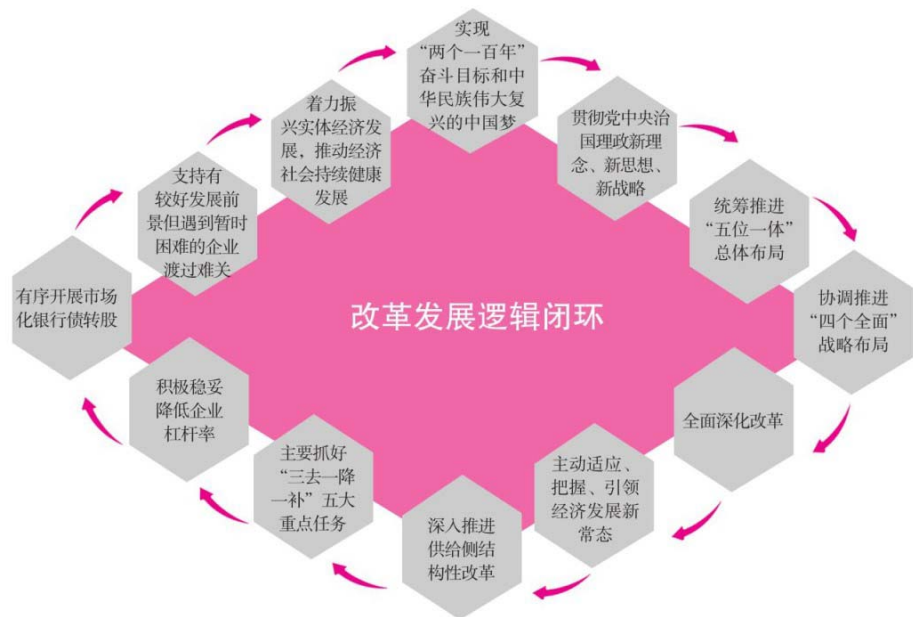 实现
“两个一百年”
奋斗目标和中
华民族伟大复
兴的中国梦
贯彻党中央治
国理政新理
念、新思想、
新战略
统筹推进
“五位一体”
总体布局
协调推进
“四个全面”
战略布局
全面深化改革
主动适应、
把握、引领
经济发展新
常态
深入推进
供给侧结
构性改革
主要抓好
“三去一降
一补”五大
重点任务
积极稳妥
降低企业
杠杆率
有序开展市场
化银行债转股
支持有
较好发展前
景但遇到暂时
困难的企业
渡过难关
着力振
兴实体经济发
展，推动经济
社会持续健康
发展
改革发展逻辑闭环